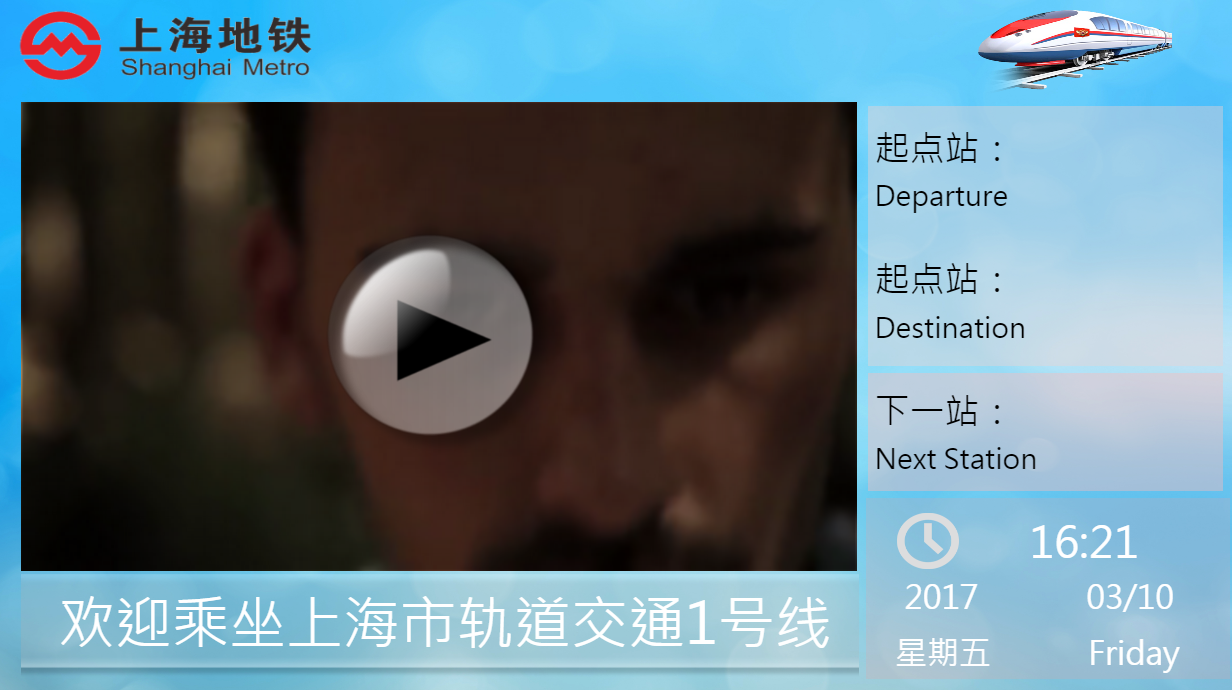 上海地铁
Shanghai Metro
起点站：
Departure
起点站：
Destination
下一站：
Next Station
16:21
2017 03/10
星期五 Friday
欢迎乘坐上海市轨道交通1号线